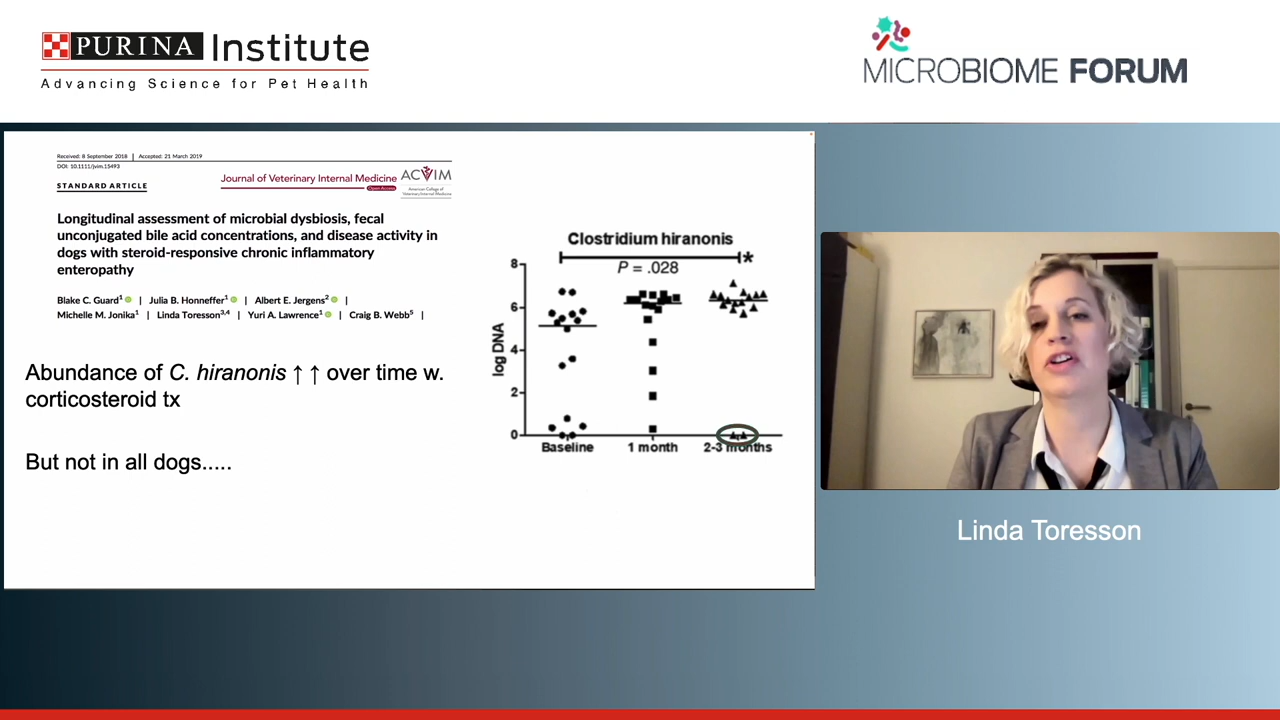 PURINA Institute
Advancing Science for Pet Health
MICROBIOME FORUM
Received: 8 September 2018 | Accepted: 21 March 2019
DOI: 10.1111/jvim.15493
STANDARD ARTICLE
Journal of Veterinary Internal Medicine
Open Access
ACVIM
American College of
Veterinary Internal Medicine
Longitudinal assessment of microbial dysbiosis, fecal
unconjugated bile acid concentrations, and disease activity in
dogs with steroid-responsive chronic inflammatory
enteropathy
Blake C. Guard1 | Julia B. Honneffer1 | Albert E. Jergens2 |
Michelle M. Jonika1 | Linda Toresson3,4 | Yuri A. Lawrence1 | Craig B. Webb5 |
Abundance of C. hiranonis ↑ ↑ over time w.
corticosteroid tx
But not in all dogs.....
Clostridium hiranonis
*
P = .028
log DNA
8
6
4
2
0
Baseline
1 month
2-3 months
Linda Toresson